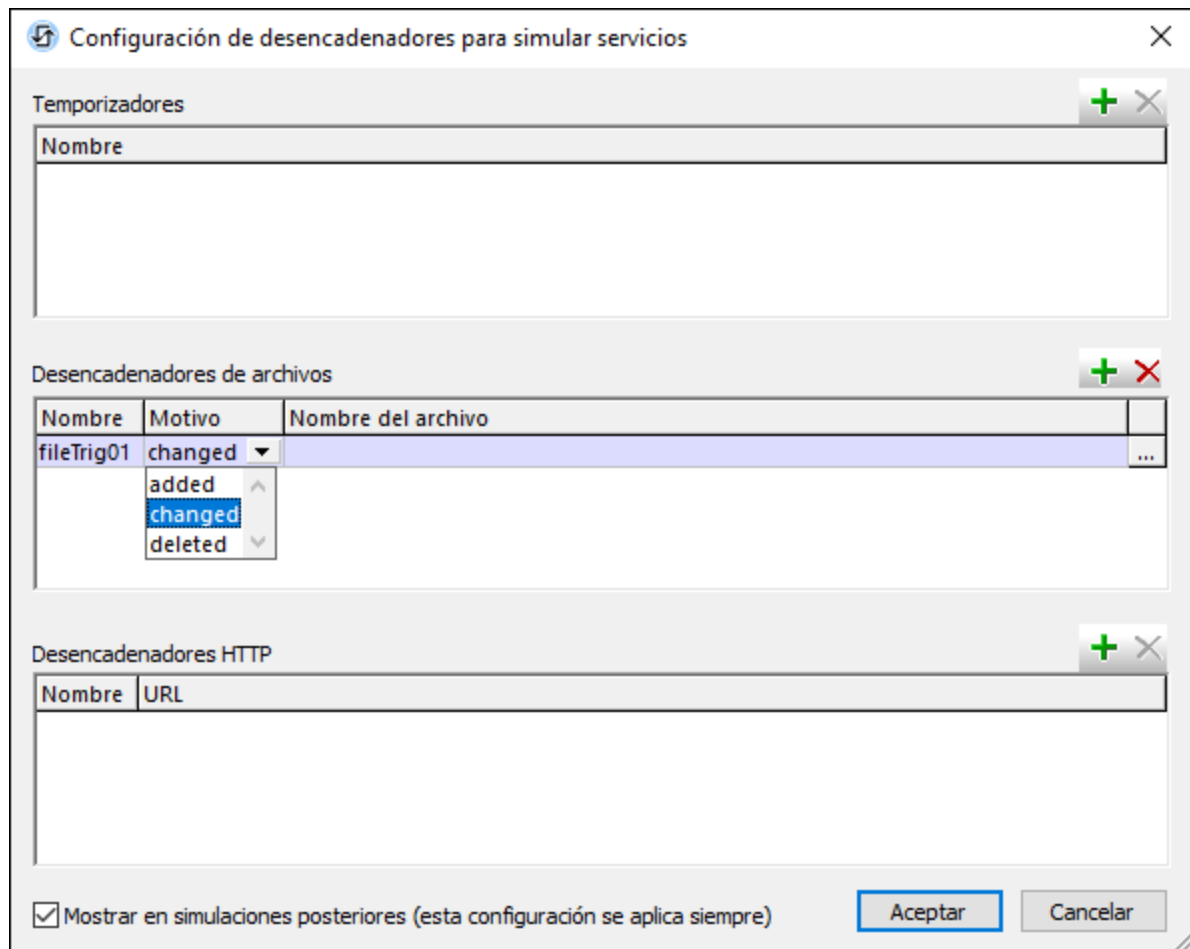 Configuración de desencadenadores para simular servicios
Temporizadores
Nombre
Desencadenadores de archivos
Nombre Motivo Nombre del archivo
fileTrig01 changed ...
added
changed
deleted
Desencadenadores HTTP
Nombre URL
Mostrar en simulaciones posteriores (esta configuración se aplica siempre) Aceptar Cancelar